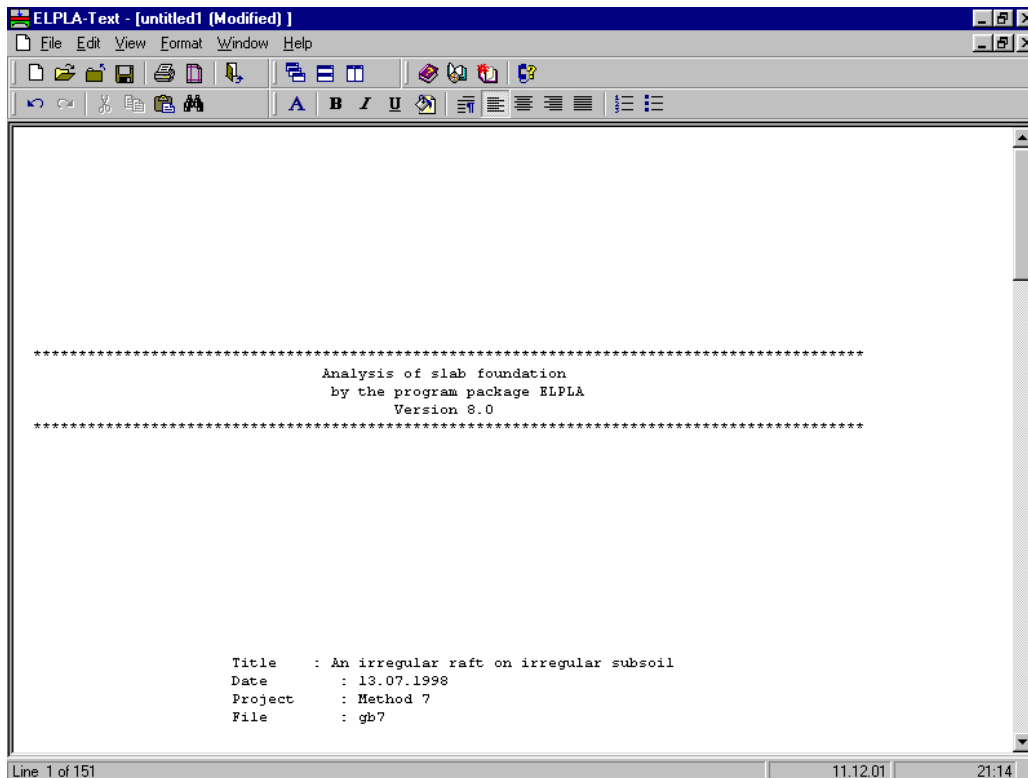 ELPLA-Text - [untitled1 (Modified) ]
File Edit View Format Window Help
A B I U
********************************************************************************************
Analysis of slab foundation
by the program package ELPLA
Version 8.0
********************************************************************************************
Title : An irregular raft on irregular subsoil
Date : 13.07.1998
Project : Method 7
File : gb7
Line 1 of 151 11.12.01 21:14